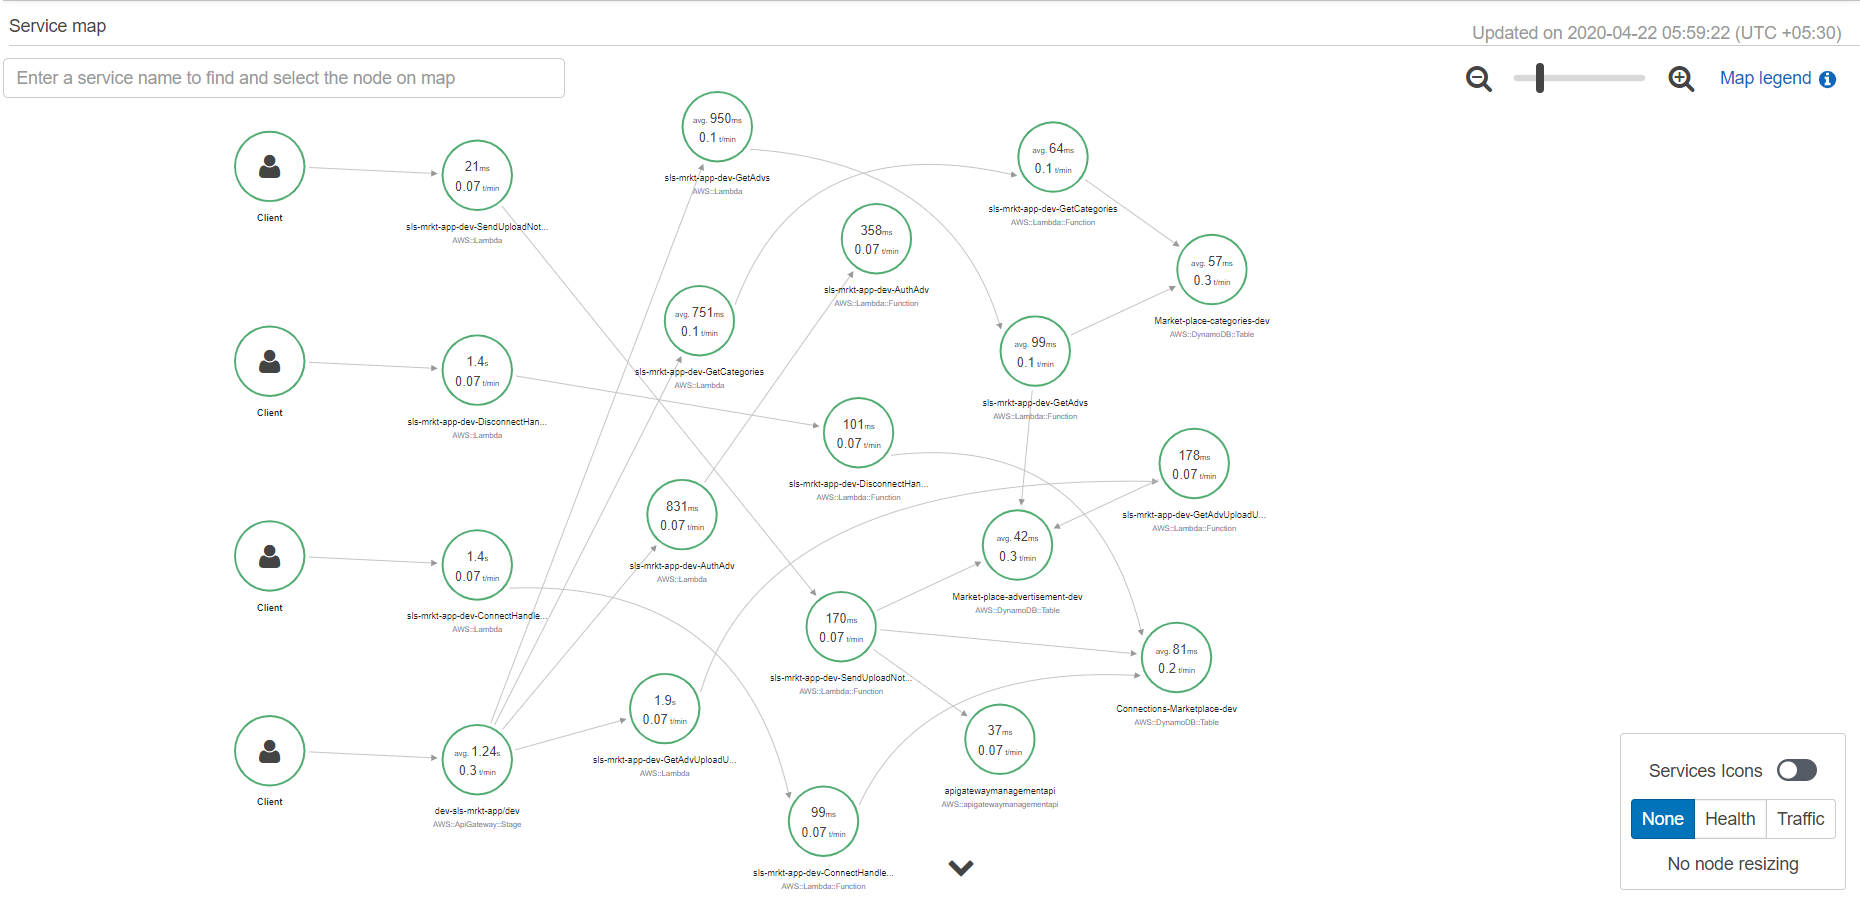 Service map
Updated on 2020-04-22 05:59:22 (UTC +05:30)
Enter a service name to find and select the node on map
Map legend
Client
21ms
0.07 t/min
sls-mrkt-app-dev-SendUploadNot...
AWS::Lambda
avg. 950ms
0.1 t/min
sls-mrkt-app-dev-GetAdvs
AWS::Lambda
avg. 64ms
0.1 t/min
sls-mrkt-app-dev-GetCategories
AWS::Lambda::Function
358ms
0.07 t/min
sls-mrkt-app-dev-AuthAdv
AWS::Lambda::Function
avg. 57ms
0.3 t/min
Market-place-categories-dev
AWS::DynamoDB::Table
avg. 751ms
0.1 t/min
sls-mrkt-app-dev-GetCategories
AWS::Lambda
avg. 99ms
0.1 t/min
sls-mrkt-app-dev-GetAdvs
AWS::Lambda::Function
Client
1.4s
0.07 t/min
sls-mrkt-app-dev-DisconnectHan...
AWS::Lambda
101ms
0.07 t/min
sls-mrkt-app-dev-DisconnectHan...
AWS::Lambda::Function
178ms
0.07 t/min
sls-mrkt-app-dev-GetAdvUploadU...
AWS::Lambda::Function
831ms
0.07 t/min
sls-mrkt-app-dev-AuthAdv
AWS::Lambda
avg. 42ms
0.3 t/min
Market-place-advertisement-dev
AWS::DynamoDB::Table
Client
1.4s
0.07 t/min
sls-mrkt-app-dev-ConnectHandle...
AWS::Lambda
170ms
0.07 t/min
sls-mrkt-app-dev-SendUploadNot...
AWS::Lambda::Function
avg. 81ms
0.2 t/min
Connections-Marketplace-dev
AWS::DynamoDB::Table
1.9s
0.07 t/min
sls-mrkt-app-dev-GetAdvUploadU...
AWS::Lambda
37ms
0.07 t/min
apigatewaymanagementapi
AWS::apigatewaymanagementapi
Client
avg. 1.24s
0.3 t/min
dev-sls-mrkt-app/dev
AWS::ApiGateway::Stage
99ms
0.07 t/min
sls-mrkt-app-dev-ConnectHandle...
AWS::Lambda::Function
Services Icons
None Health Traffic
No node resizing